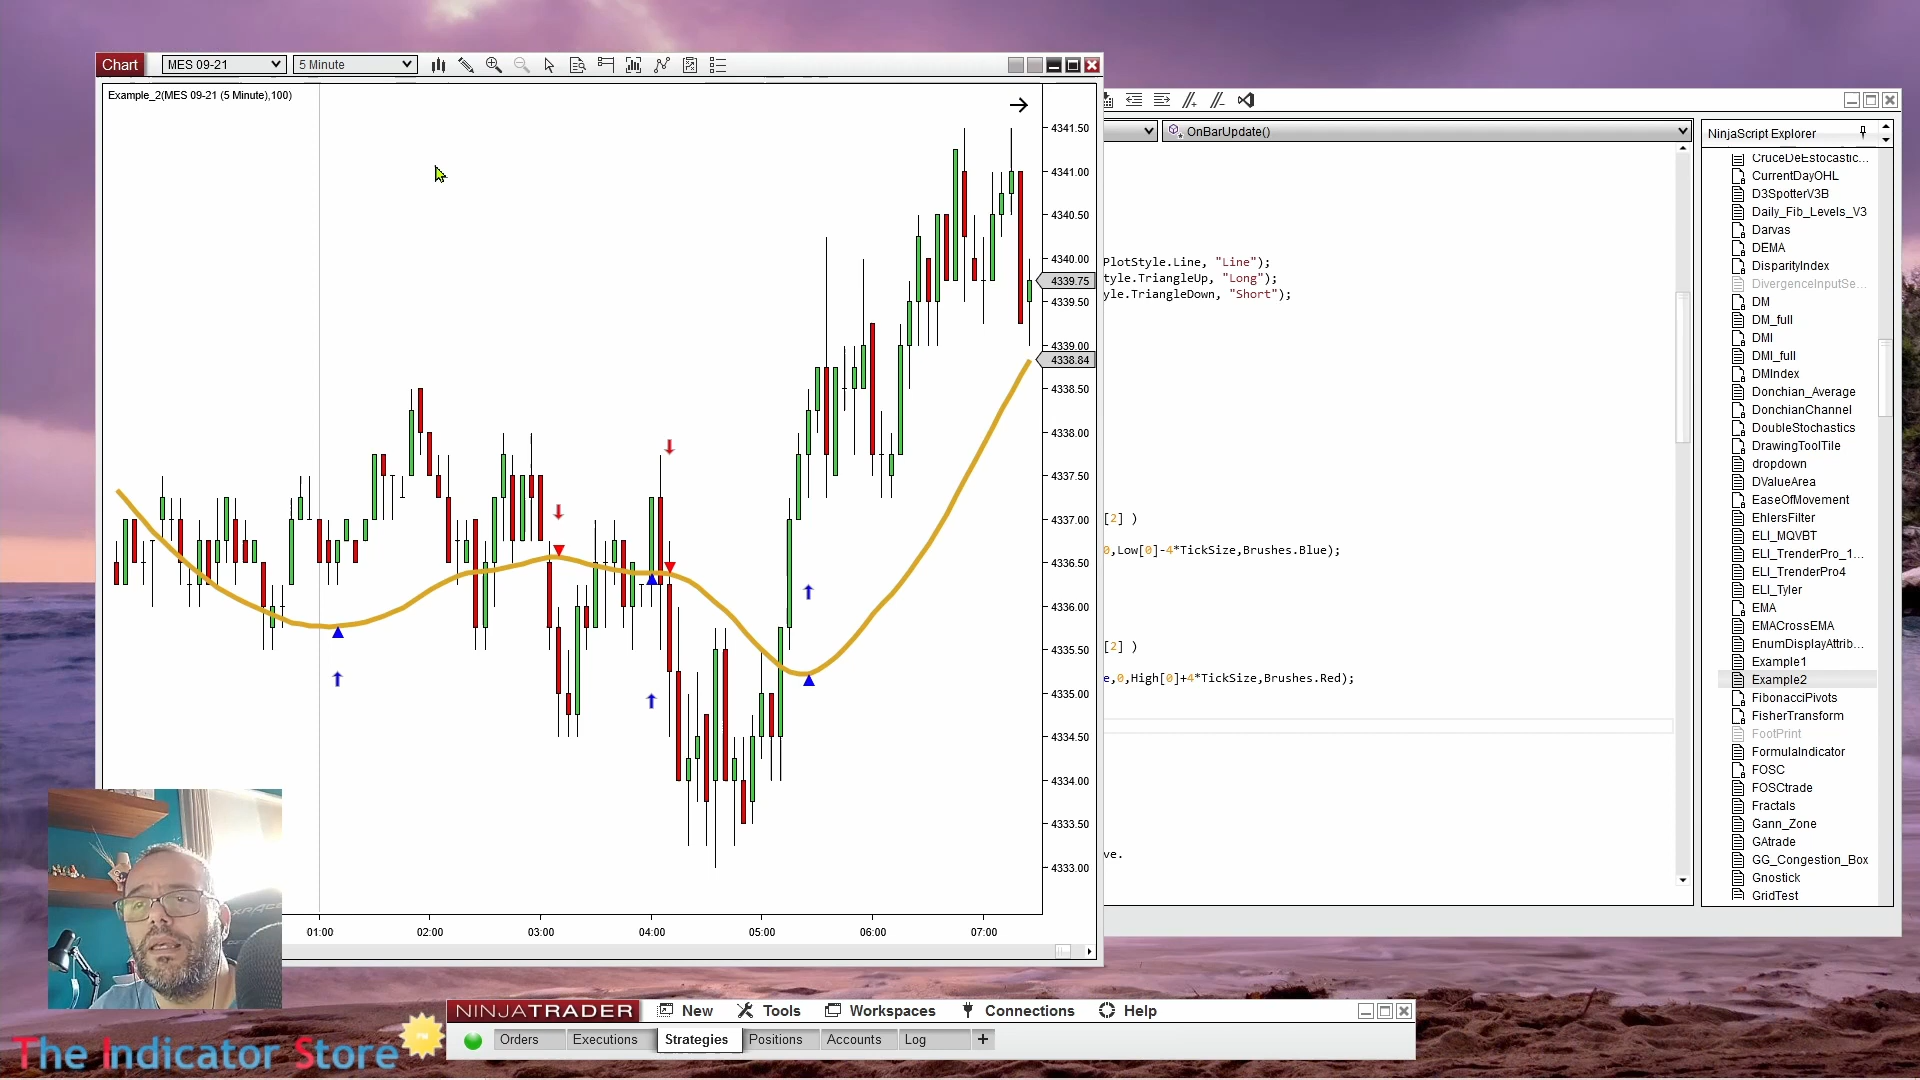 Chart
MES 09-21
5 Minute
Example_2(MES 09-21 (5 Minute),100)
4341.50
4341.00
4340.50
4340.00
4339.75
4339.50
4339.00
4338.84
4338.50
4338.00
4337.50
4337.00
4336.50
4336.00
4335.50
4335.00
4334.50
4334.00
4333.50
4333.00
01:00
02:00
03:00
04:00
05:00
06:00
07:00
OnBarUpdate()
PlotStyle.Line, "Line");
tyle.TriangleUp, "Long");
yle.TriangleDown, "Short");
[2] )
0,Low[0]-4*TickSize,Brushes.Blue);
[2] )
e,0,High[0]+4*TickSize,Brushes.Red);
ve.
NinjaScript Explorer
CruceDeEstocastic...
CurrentDayOHL
D3SpotterV3B
Daily_Fib_Levels_V3
Darvas
DEMA
DisparityIndex
DivergenceInputSe...
DM
DM_full
DMI
DMI_full
DMIndex
Donchian_Average
DonchianChannel
DoubleStochastics
DrawingToolTile
dropdown
DValueArea
EaseOfMovement
EhlersFilter
ELI_MQVBT
ELI_TrenderPro_1...
ELI_TrenderPro4
ELI_Tyler
EMA
EMACrossEMA
EnumDisplayAttrib...
Example1
Example2
FibonacciPivots
FisherTransform
FootPrint
FormulaIndicator
FOSC
FOSCtrade
Fractals
Gann_Zone
GAtrade
GG_Congestion_Box
Gnostick
GridTest
NINJATRADER
New
Tools
Workspaces
Connections
Help
Orders
Executions
Strategies
Positions
Accounts
Log
+
The Indicator Store